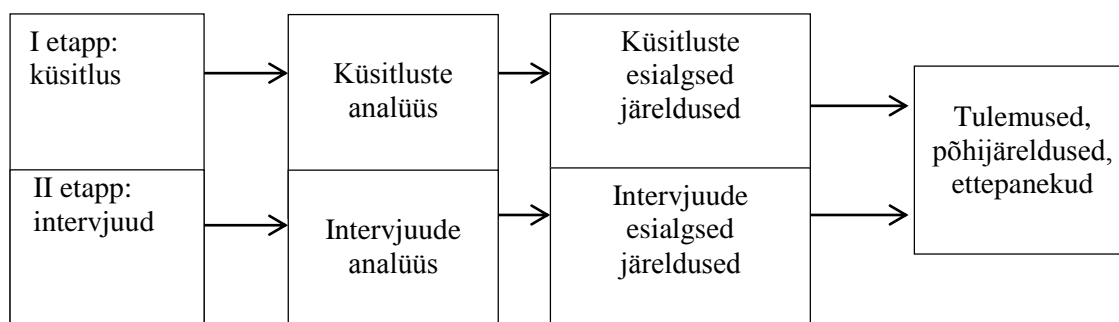 I etapp:
küsitlus
Küsitluste
analüüs
Küsitluste
esialgsed
järeldused
Tulemused,
põhijäreldused,
ettepanekud
II etapp:
intervjuud
Intervjuude
analüüs
Intervjuude
esialgsed
järeldused